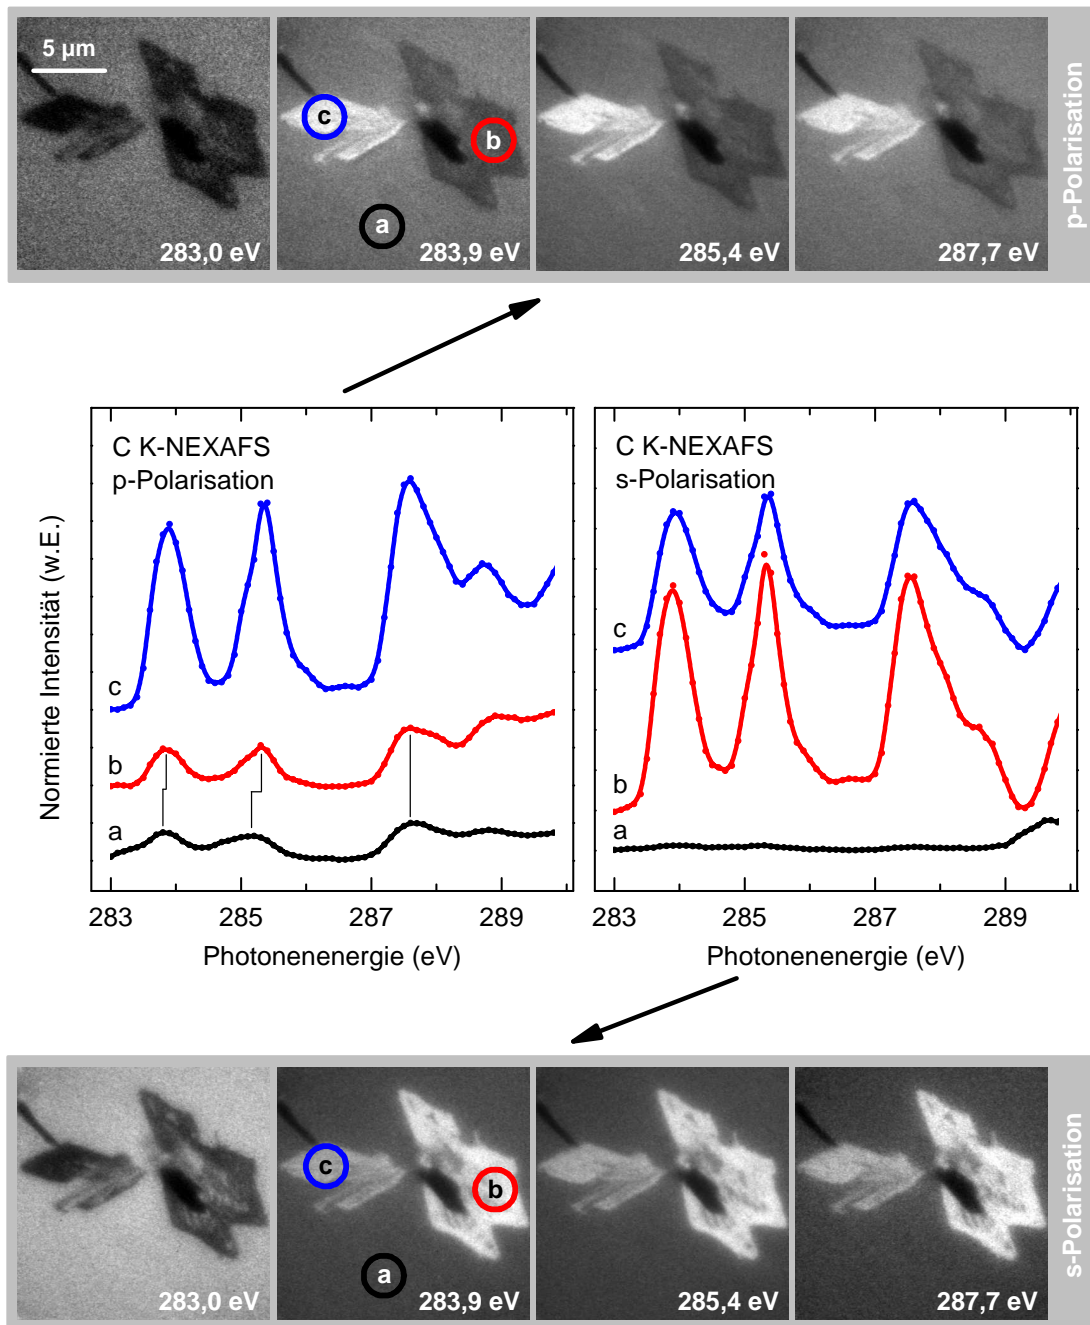 5 µm
c
b
a
283,0 eV
283,9 eV
285,4 eV
287,7 eV
p-Polarisation
C K-NEXAFS
p-Polarisation
c
b
a
283
285
287
289
Photonenenergie (eV)
Normierte Intensität (w.E.)
C K-NEXAFS
s-Polarisation
c
b
a
283
285
287
289
Photonenenergie (eV)
c
b
a
283,0 eV
283,9 eV
285,4 eV
287,7 eV
s-Polarisation